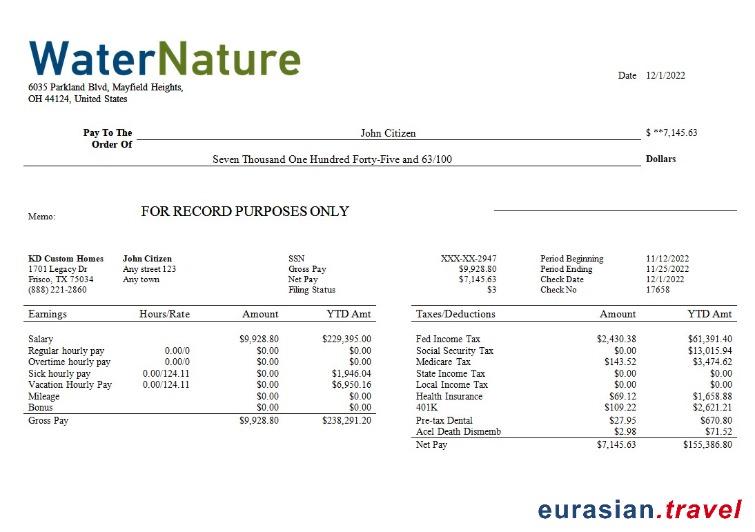 WaterNature
6035 Parkland Blvd, Mayfield Heights,
OH 44124, United States
Date 12/1/2022
Pay To The
Order Of
John Citizen
$ **7,145.63
Seven Thousand One Hundred Forty-Five and 63/100
Dollars
Memo:
FOR RECORD PURPOSES ONLY
KD Custom Homes John Citizen SSN XXX-XX-2947 Period Beginning 11/12/2022
1701 Legacy Dr Any street 123 Gross Pay $9,928.80 Period Ending 11/25/2022
Frisco, TX 75034 Any town Net Pay $7,145.63 Check Date 12/1/2022
(888) 221-2860 Filing Status $3 Check No 17658
Earnings Hours/Rate Amount YTD Amt Taxes/Deductions Amount YTD Amt
Salary $9,928.80 $229,395.00 Fed Income Tax $2,430.38 $61,391.40
Regular hourly pay 0.00/0 $0.00 $0.00 Social Security Tax $0.00 $13,015.94
Overtime hourly pay 0.00/0 $0.00 $0.00 Medicare Tax $143.52 $3,474.62
Sick hourly pay 0.00/124.11 $0.00 $1,946.04 State Income Tax $0.00 $0.00
Vacation Hourly Pay 0.00/124.11 $0.00 $6,950.16 Local Income Tax $0.00 $0.00
Mileage $0.00 $0.00 Health Insurance $69.12 $1,658.88
Bonus $0.00 $0.00 401K $109.22 $2,621.21
Gross Pay $9,928.80 $238,291.20 Pre-tax Dental $27.95 $670.80
Acel Death Dismemb $2.98 $71.52
Net Pay $7,145.63 $155,386.80
eurasian.travel